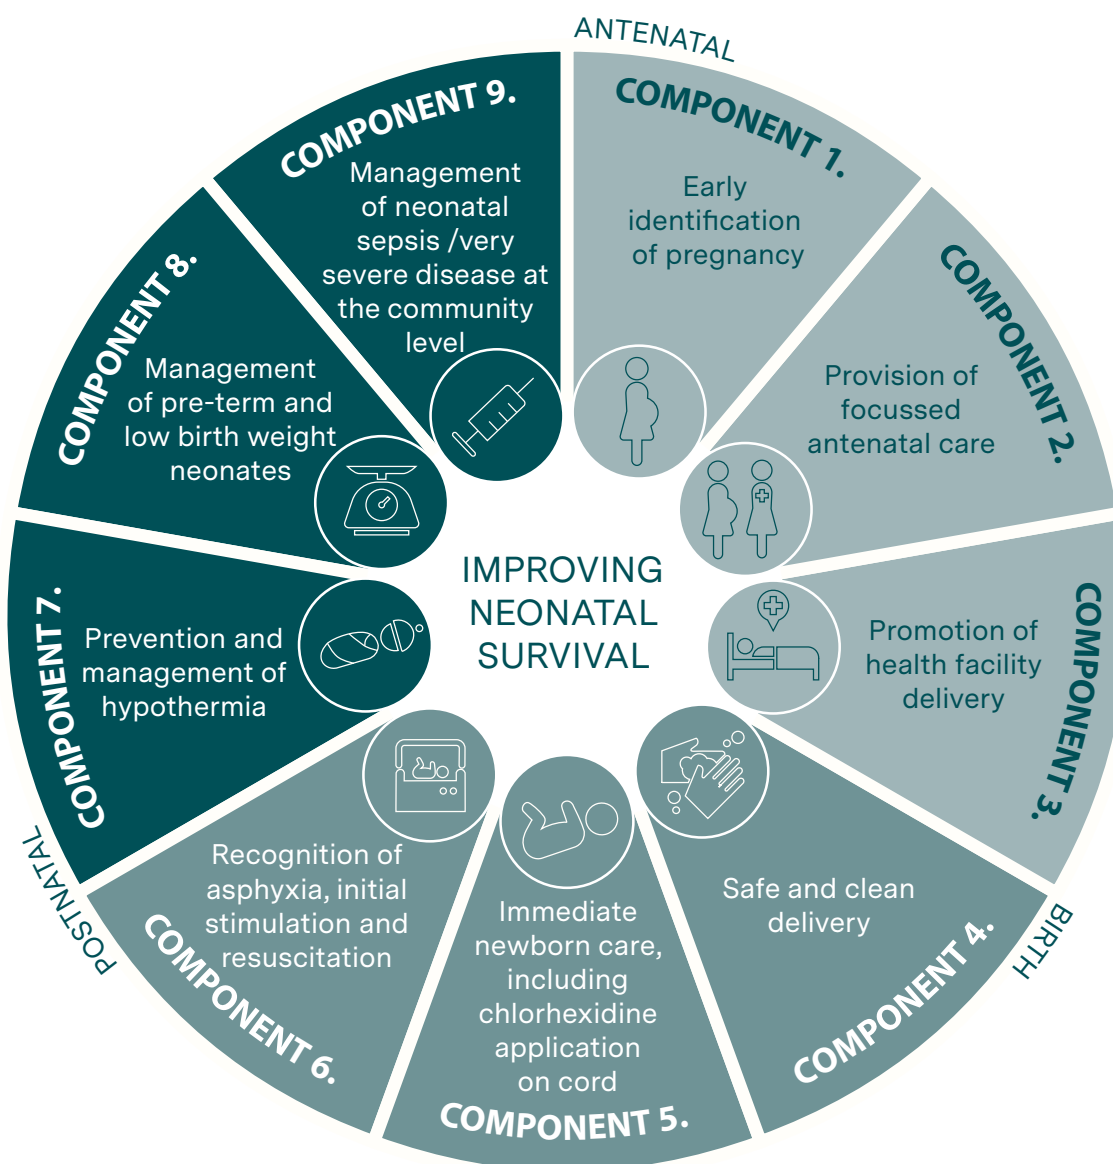 ANTENATAL
COMPONENT 1.
Early
identification
of pregnancy
COMPONENT 2.
Provision of
focussed
antenatal care
COMPONENT 3.
Promotion of
health facility
delivery
BIRTH
COMPONENT 4.
Safe and clean
delivery
COMPONENT 5.
Immediate
newborn care,
including
chlorhexidine
application
on cord
COMPONENT 6.
Recognition of
asphyxia, initial
stimulation and
resuscitation
POSTNATAL
COMPONENT 7.
Prevention and
management of
hypothermia
COMPONENT 8.
Management
of pre-term and
low birth weight
neonates
COMPONENT 9.
Management
of neonatal
sepsis /very
severe disease at
the community
level
IMPROVING
NEONATAL
SURVIVAL